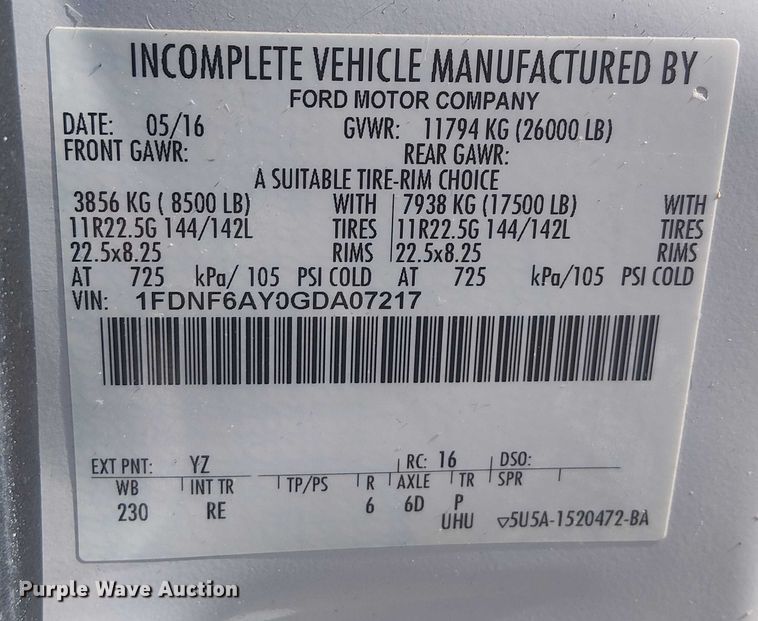 INCOMPLETE VEHICLE MANUFACTURED BY
FORD MOTOR COMPANY
DATE: 05/16 GVWR: 11794 KG (26000 LB)
FRONT GAWR: REAR GAWR:
A SUITABLE TIRE-RIM CHOICE
3856 KG ( 8500 LB) WITH 7938 KG (17500 LB) WITH
11R22.5G 144/142L TIRES 11R22.5G 144/142L TIRES
22.5x8.25 RIMS 22.5x8.25 RIMS
AT 725 kPa/ 105 PSI COLD AT 725 kPa/105 PSI COLD
VIN: 1FDNF6AY0GDA07217
EXT PNT: YZ RC: 16 DSO:
WB INT TR TP/PS R AXLE TR SPR
230 RE 6 6D P
UHU ▽5U5A-1520472-BA
Purple Wave Auction